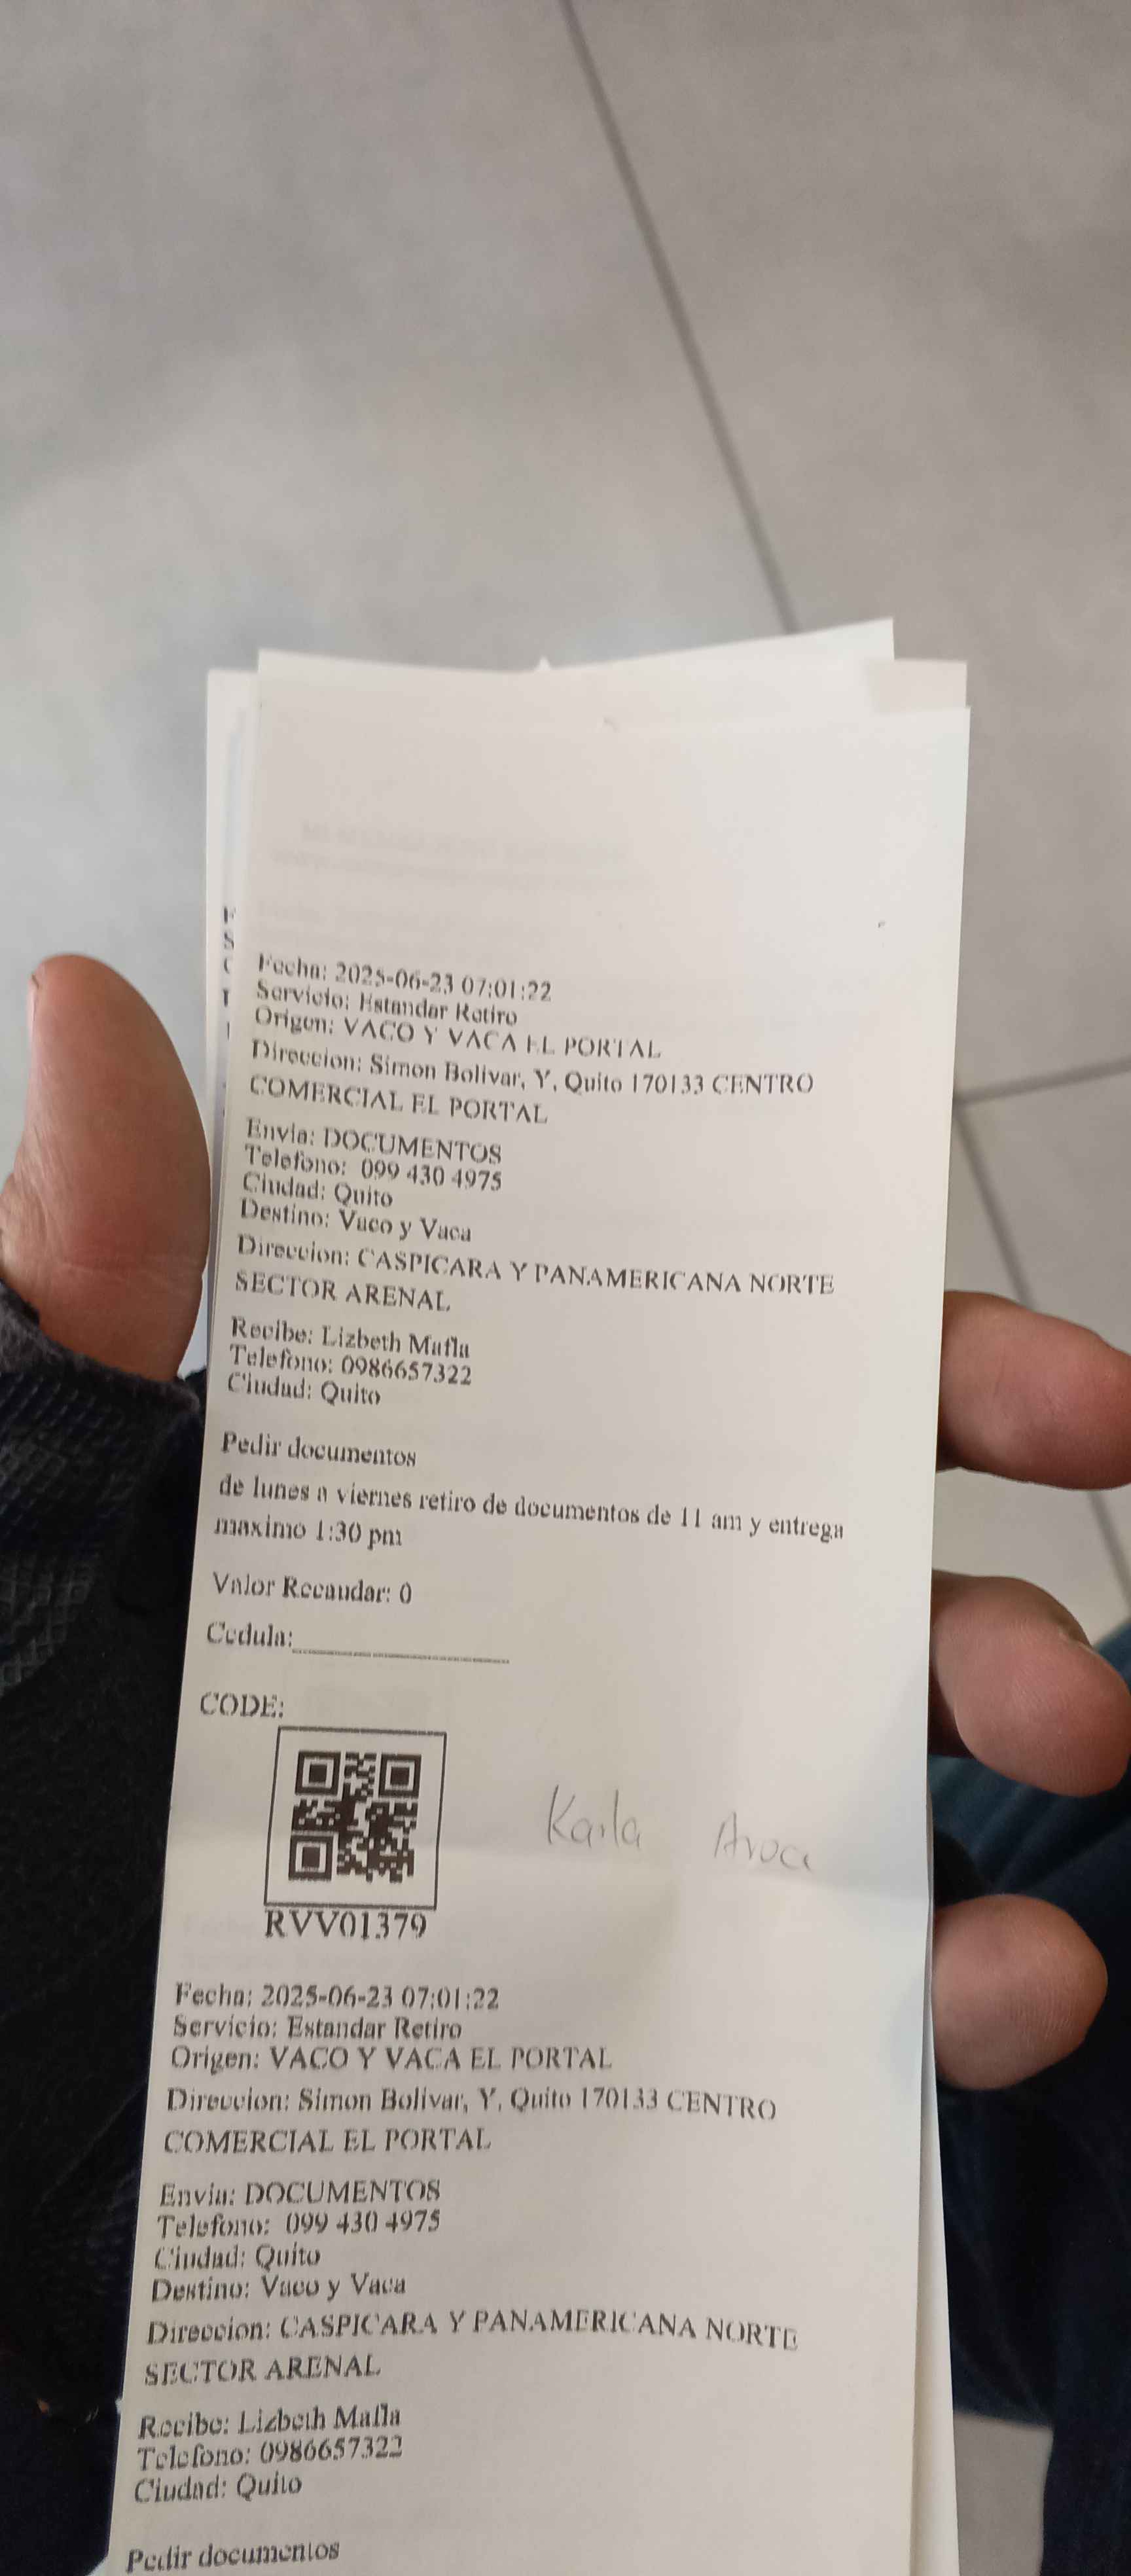 Fecha: 2025-06-23 07:01:22
Servicio: Estandar Retiro
Origen: VACO Y VACA EL PORTAL
Direccion: Simon Bolivar, Y, Quito 170133 CENTRO
COMERCIAL EL PORTAL
Envia: DOCUMENTOS
Telefono: 099 430 4975
Ciudad: Quito
Destino: Vaco y Vaca
Direccion: CASPICARA Y PANAMERICANA NORTE
SECTOR ARENAL
Recibe: Lizbeth Mafla
Telefono: 0986657322
Ciudad: Quito
Pedir documentos
de lunes a viernes retiro de documentos de 11 am y entrega
maximo 1:30 pm
Valor Recaudar: 0
Cedula:
CODE:
Karla
RVV01379
Fecha: 2025-06-23 07:01:22
Servicio: Estandar Retiro
Origen: VACO Y VACA EL PORTAL
Direccion: Simon Bolivar, Y, Quito 170133 CENTRO
COMERCIAL EL PORTAL
Envia: DOCUMENTOS
Telefono: 099 430 4975
Ciudad: Quito
Destino: Vaco y Vaca
Direccion: CASPICARA Y PANAMERICANA NORTE
SECTOR ARENAL
Recibe: Lizbeth Mafla
Telefono: 0986657322
Ciudad: Quito
Pedir documentos